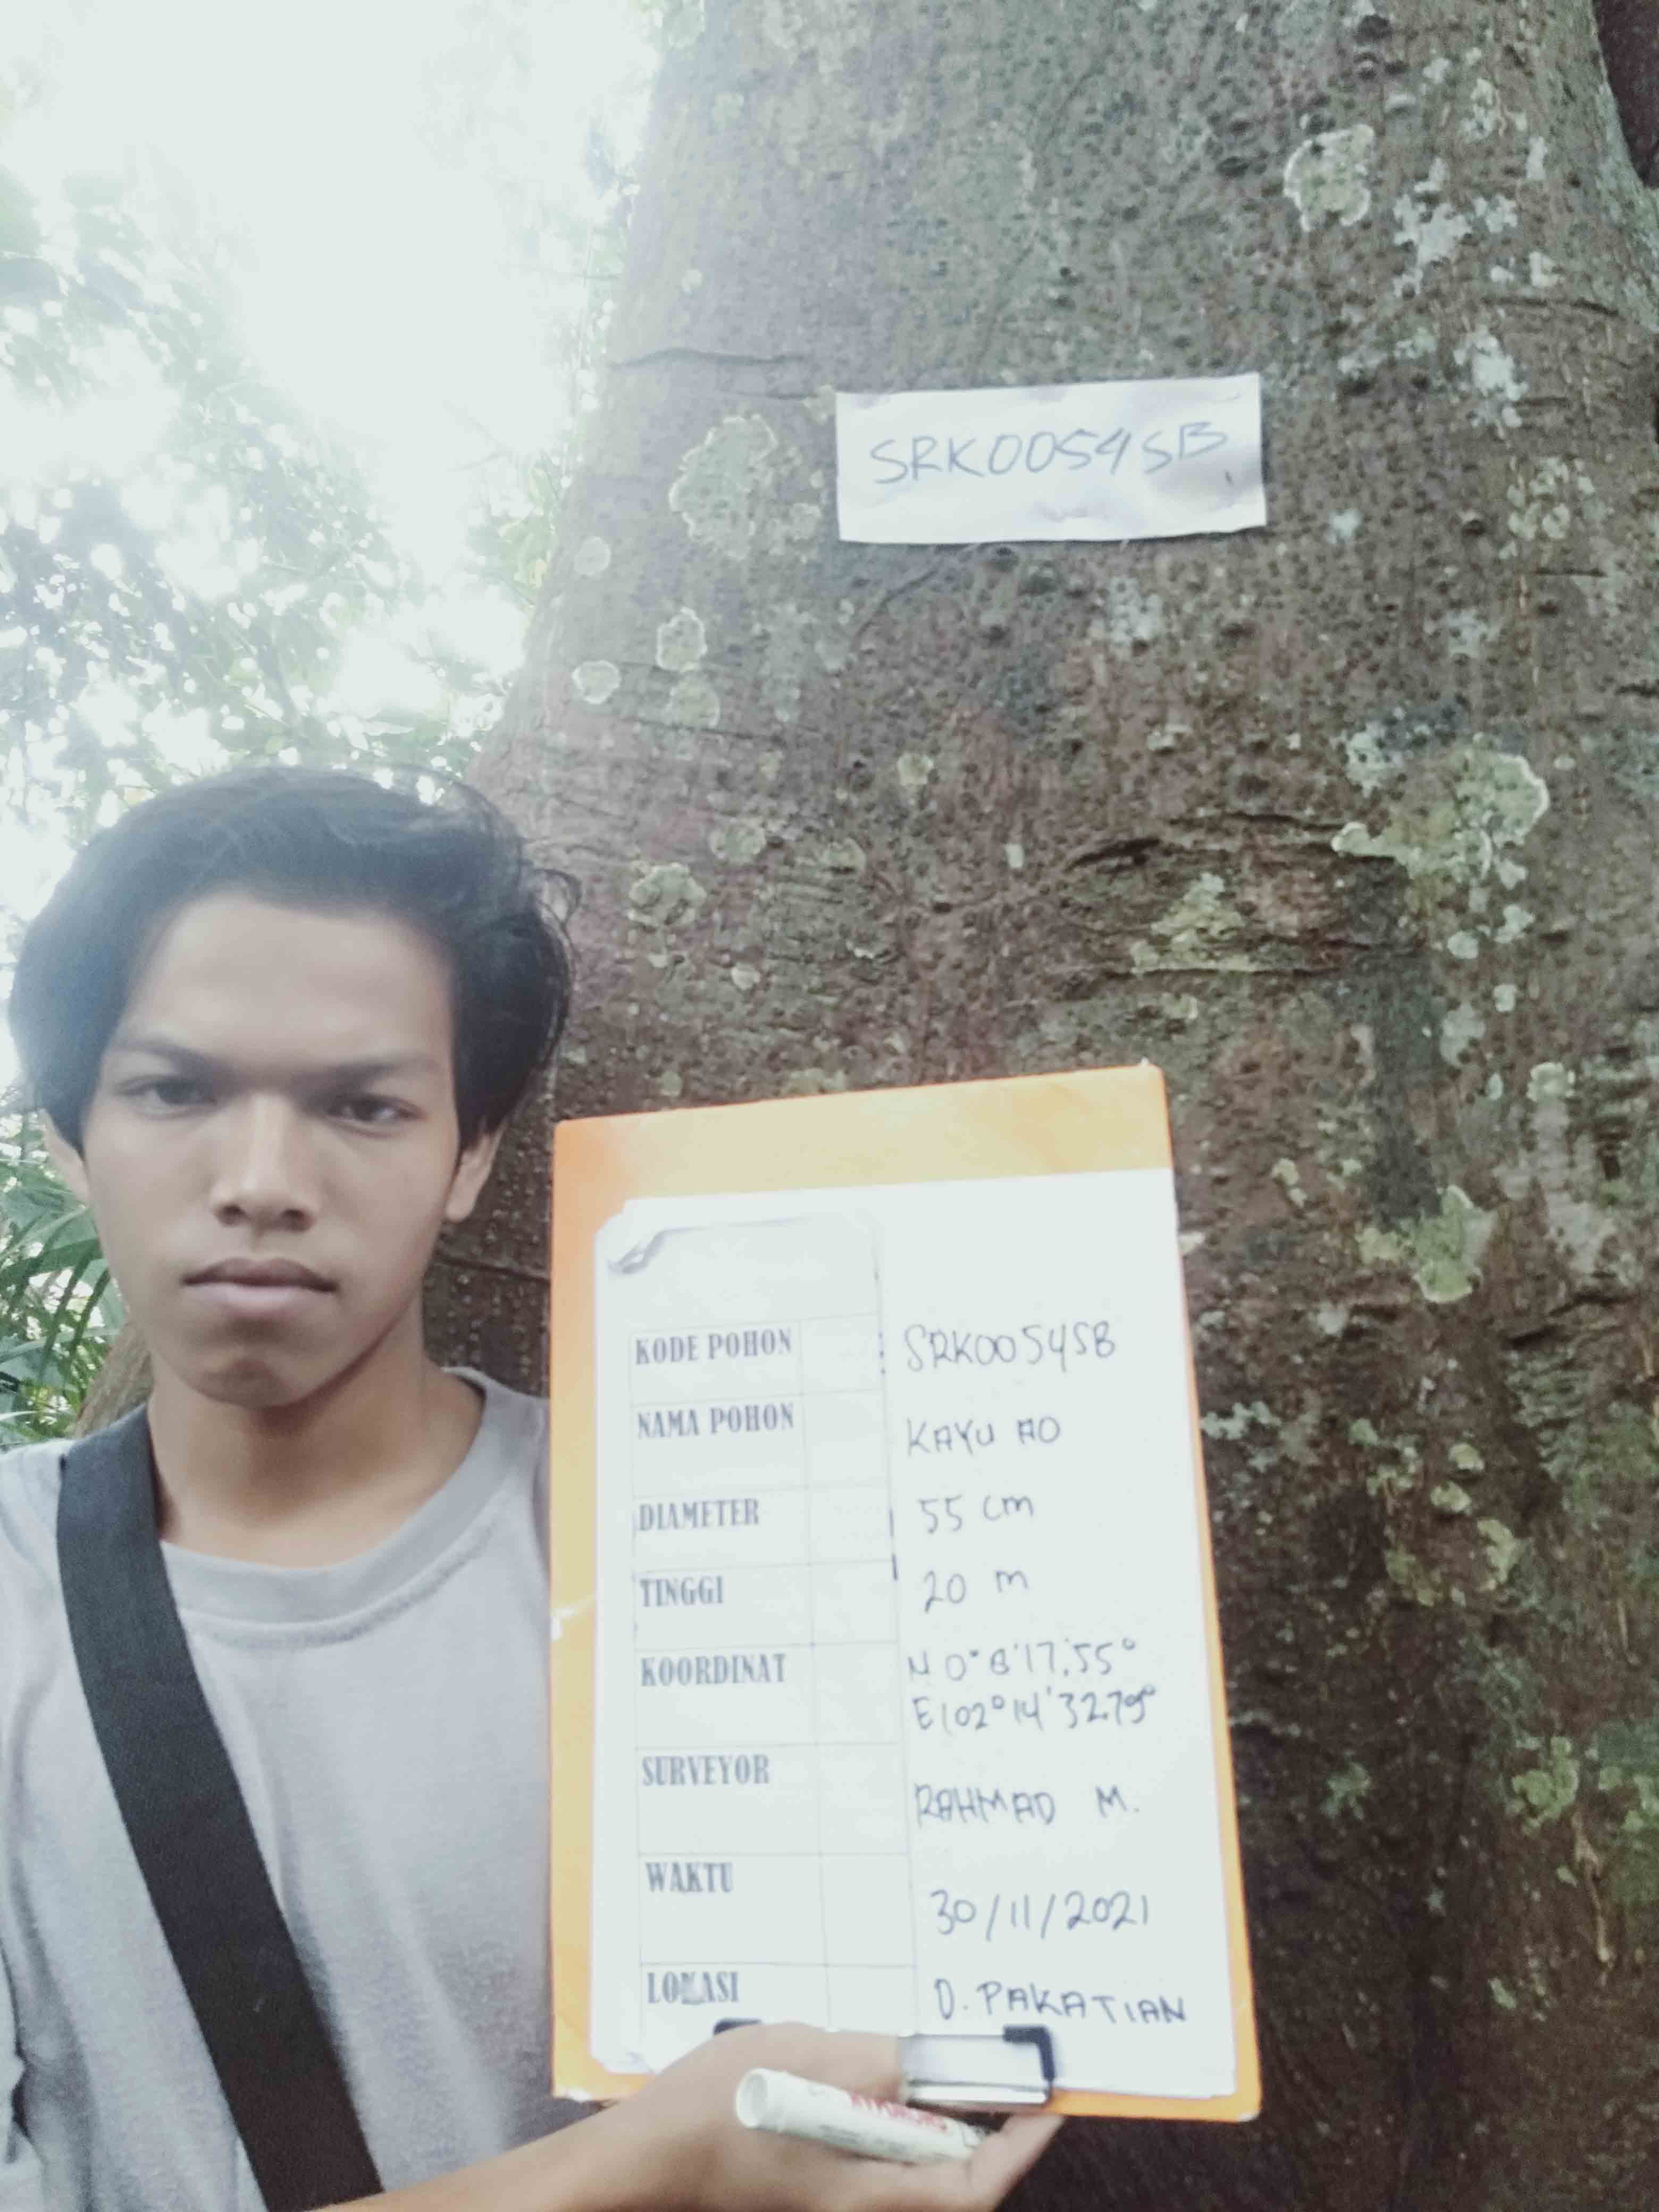 SRK0054SB
KODE POHON SRK0054SB
NAMA POHON KAYU AO
DIAMETER 55 cm
TINGGI 20 m
KOORDINAT N 0°8'17.55°
E102°14'32.79°
SURVEYOR RAHMAD M.
WAKTU 30/11/2021
LOKASI D. PAKATIAN